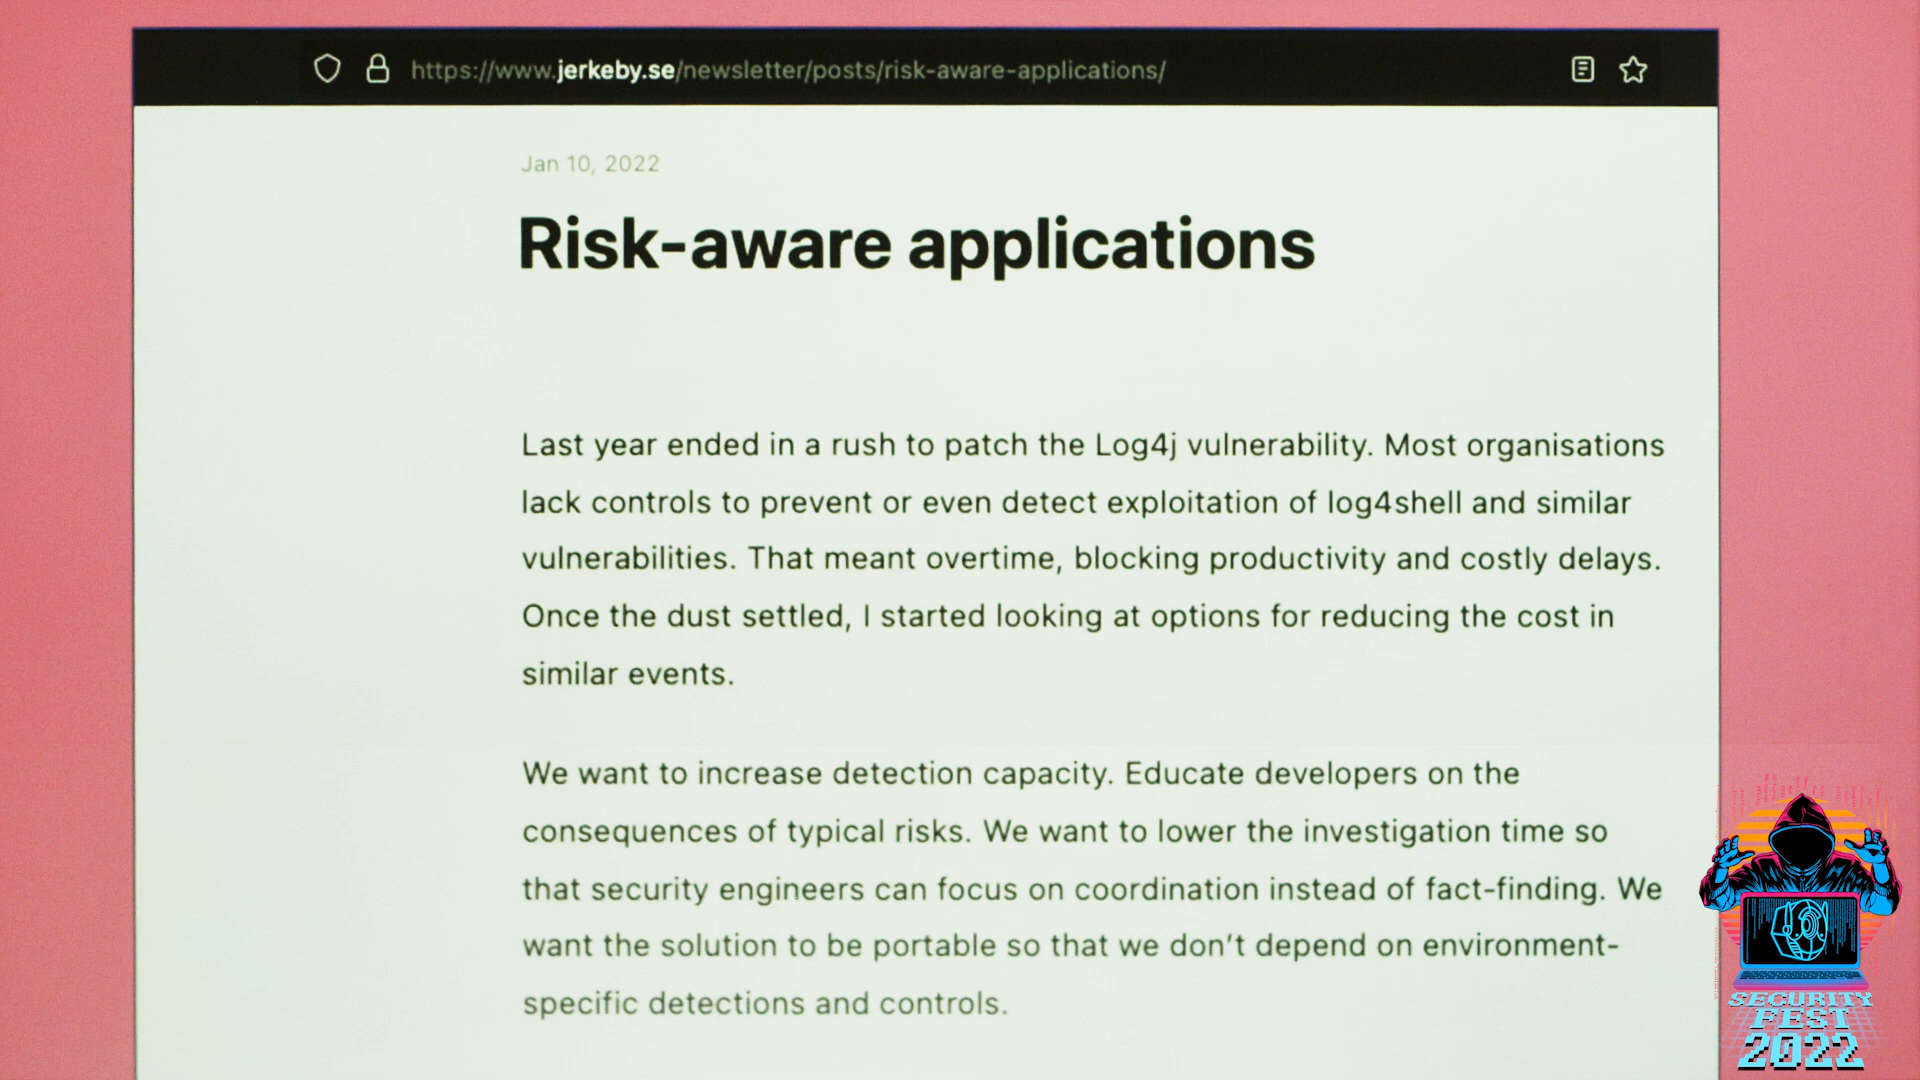 https://www.jerkeby.se/newsletter/posts/risk-aware-applications/
Jan 10, 2022
Risk-aware applications
Last year ended in a rush to patch the Log4j vulnerability. Most organisations
lack controls to prevent or even detect exploitation of log4shell and similar
vulnerabilities. That meant overtime, blocking productivity and costly delays.
Once the dust settled, I started looking at options for reducing the cost in
similar events.
We want to increase detection capacity. Educate developers on the
consequences of typical risks. We want to lower the investigation time so
that security engineers can focus on coordination instead of fact-finding. We
want the solution to be portable so that we don’t depend on environment-
specific detections and controls.
SECURITY
FEST
2022